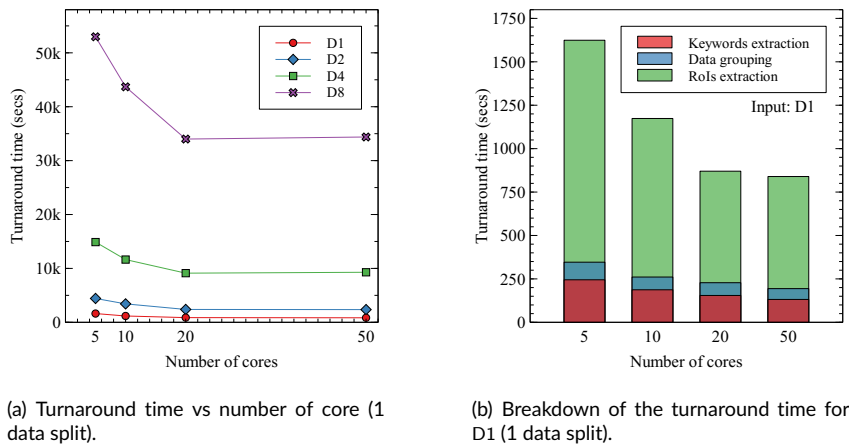 50k
40k
30k
20k
10k
0
Turnaround time (secs)
5 10 20 50
Number of cores
D1
D2
D4
D8
(a) Turnaround time vs number of core (1
data split).
1750
1500
1250
1000
750
500
250
0
Turnaround time (secs)
5 10 20 50
Number of cores
Keywords extraction
Data grouping
RoIs extraction
Input: D1
(b) Breakdown of the turnaround time for
D1 (1 data split).